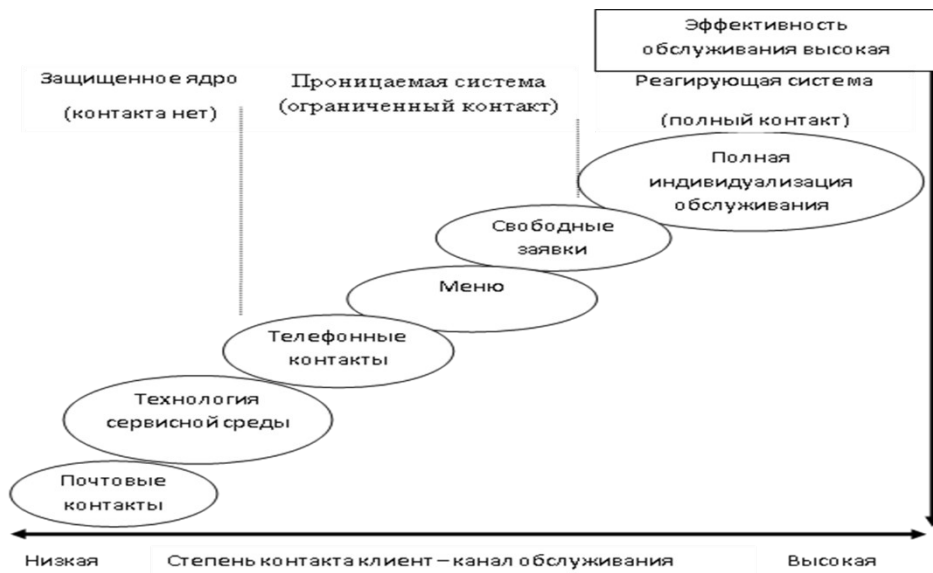 Эффективность
обслуживания высокая
Защищенное ядро
(контакта нет)
Проницаемая система
(ограниченный контакт)
Реагирующая система
(полный контакт)
Полная
индивидуализация
обслуживания
Свободные
заявки
Меню
Телефонные
контакты
Технология
сервисной среды
Почтовые
контакты
Низкая
Степень контакта клиент – канал обслуживания
Высокая